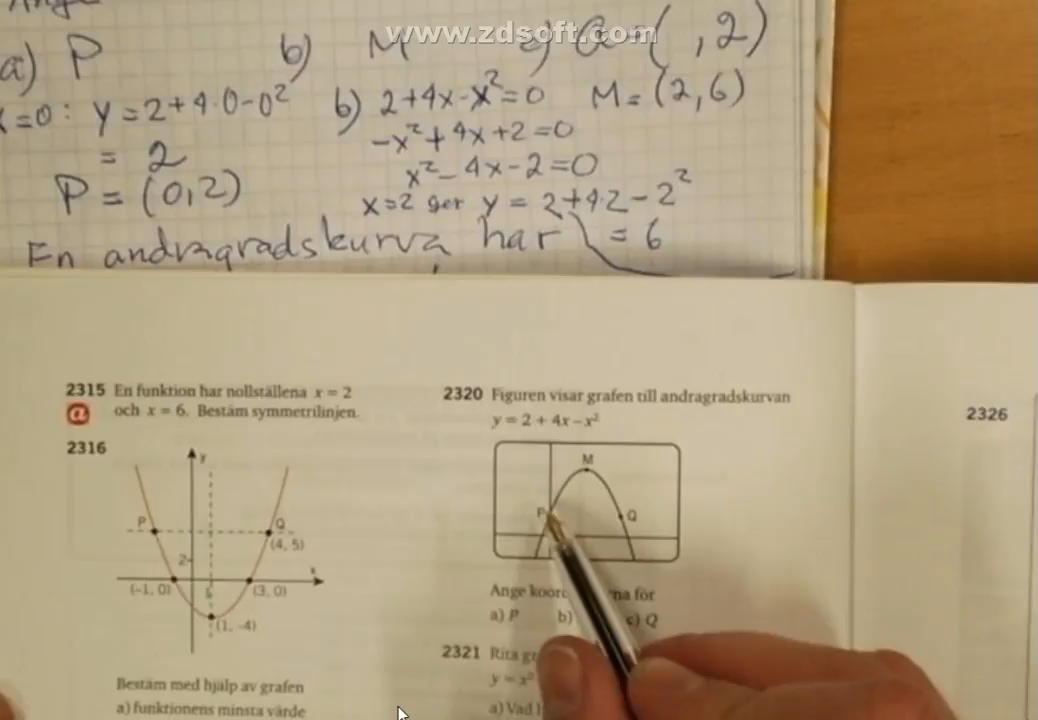 www.zdsoft.com
a) P b) M c) Q = ( , 2)
x=0: y=2+4·0-0² b) 2+4x-x²=0 M=(2,6)
= 2 -x²+4x+2=0
x²-4x-2=0
P = (0,2) x=2 ger y = 2+4·2-2²
= 6
En andragradskurva har
2315 En funktion har nollställena x = 2
och x = 6. Bestäm symmetrilinjen.
2316
y
P
Q
(4, 5)
2
x
(-1, 0)
1
(3, 0)
(1, -4)
Bestäm med hjälp av grafen
a) funktionens minsta värde
2320 Figuren visar grafen till andragradskurvan
y = 2 + 4x - x²
M
P
Q
Ange
för
a) P b) c) Q
2321 Rita
y = x²
a) Vad
2326